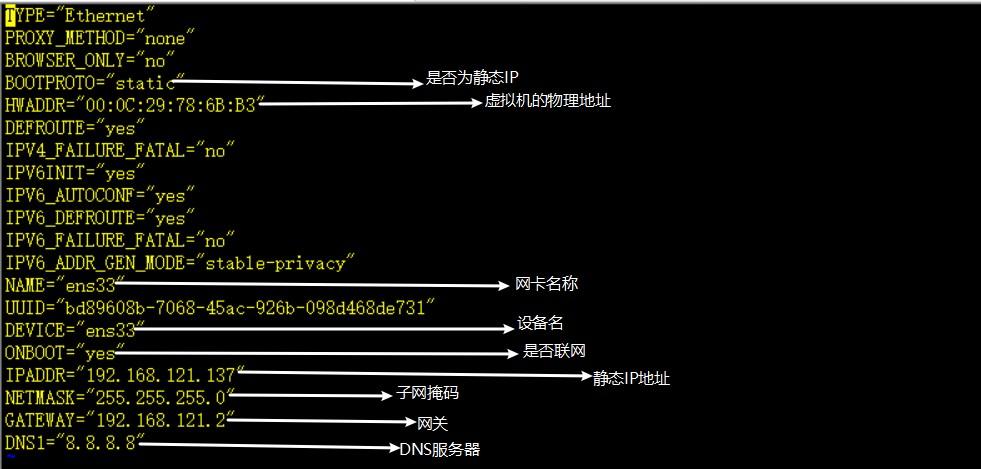 TYPE="Ethernet"
PROXY_METHOD="none"
BROWSER_ONLY="no"
BOOTPROTO="static" 是否为静态IP
HWADDR="00:0C:29:78:6B:B3" 虚拟机的物理地址
DEFROUTE="yes"
IPV4_FAILURE_FATAL="no"
IPV6INIT="yes"
IPV6_AUTOCONF="yes"
IPV6_DEFROUTE="yes"
IPV6_FAILURE_FATAL="no"
IPV6_ADDR_GEN_MODE="stable-privacy"
NAME="ens33" 网卡名称
UUID="bd89608b-7068-45ac-926b-098d468de731"
DEVICE="ens33" 设备名
ONBOOT="yes" 是否联网
IPADDR="192.168.121.137" 静态IP地址
NETMASK="255.255.255.0" 子网掩码
GATEWAY="192.168.121.2" 网关
DNS1="8.8.8.8" DNS服务器
~